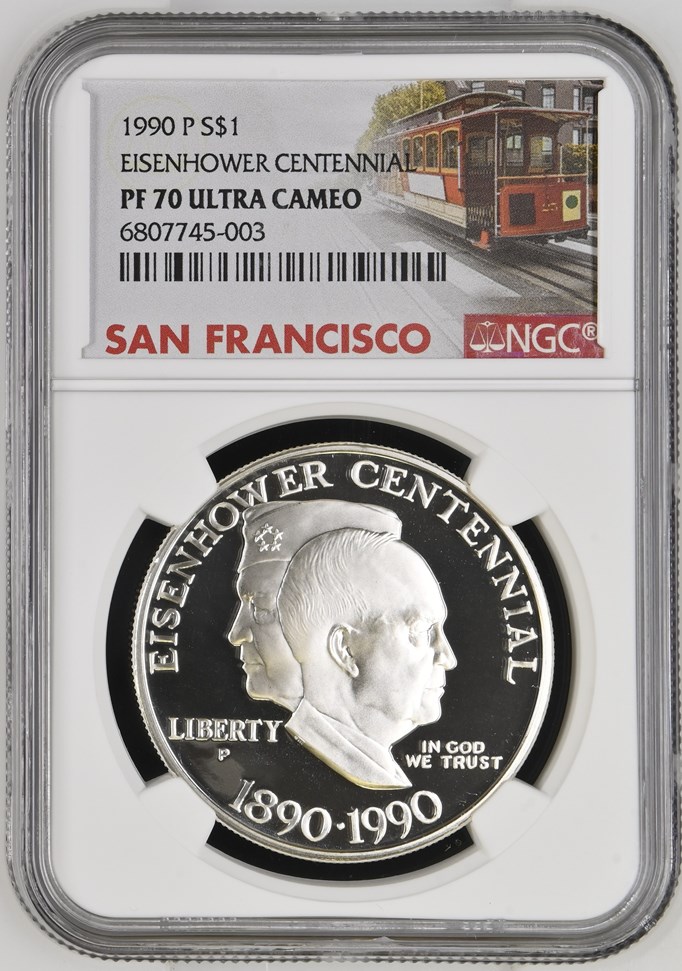 1990 P S$1
EISENHOWER CENTENNIAL
PF 70 ULTRA CAMEO
6807745-003
SAN FRANCISCO
NGC®
EISENHOWER CENTENNIAL
LIBERTY
P
IN GOD
WE TRUST
1890·1990